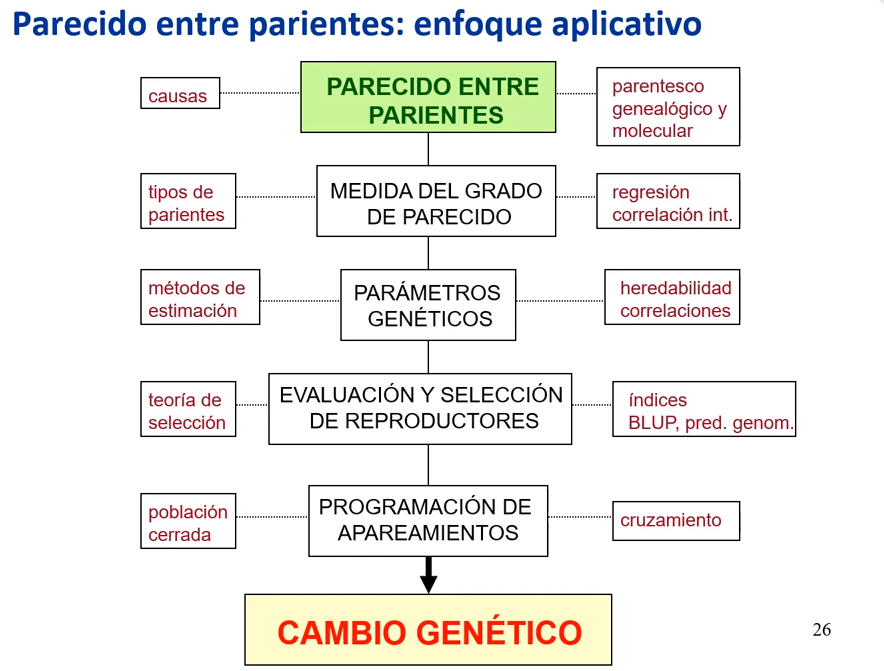 Parecido entre parientes: enfoque aplicativo
causas
PARECIDO ENTRE
PARIENTES
parentesco
genealógico y
molecular
tipos de
parientes
MEDIDA DEL GRADO
DE PARECIDO
regresión
correlación int.
métodos de
estimación
PARÁMETROS
GENÉTICOS
heredabilidad
correlaciones
teoría de
selección
EVALUACIÓN Y SELECCIÓN
DE REPRODUCTORES
índices
BLUP, pred. genom.
población
cerrada
PROGRAMACIÓN DE
APAREAMIENTOS
cruzamiento
CAMBIO GENÉTICO
26